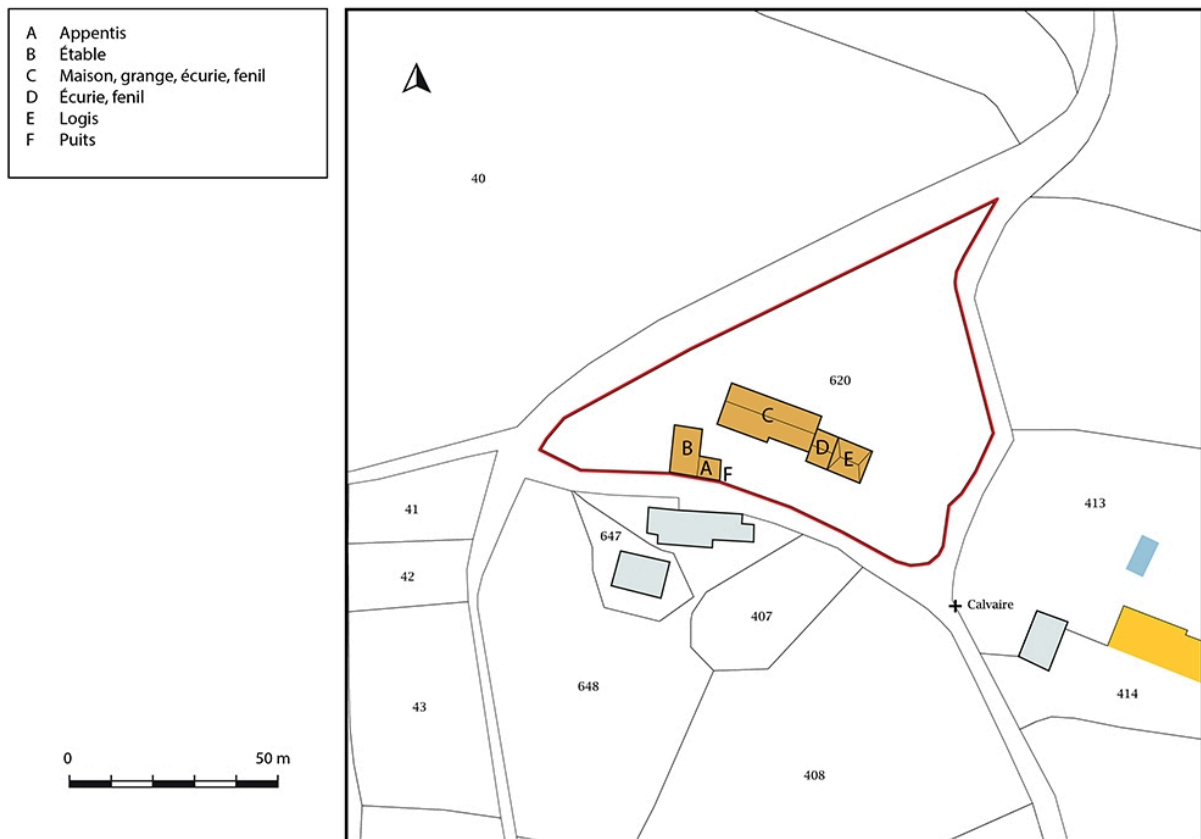 A Appentis
B Étable
C Maison, grange, écurie, fenil
D Écurie, fenil
E Logis
F Puits
40
620
C
B
D
E
A
F
41
413
647
42
Calvaire
407
648
414
43
0 50 m
408